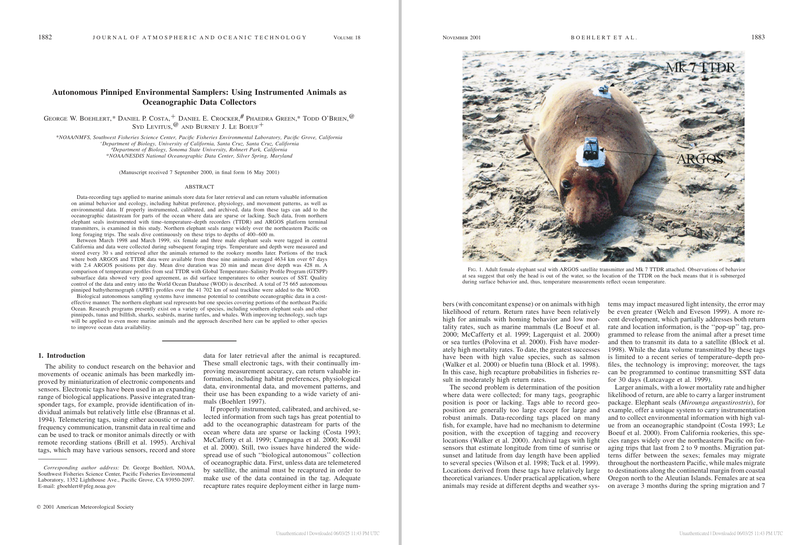 1882
JOURNAL OF ATMOSPHERIC AND OCEANIC TECHNOLOGY
VOLUME 18
Autonomous Pinniped Environmental Samplers: Using Instrumented Animals as
Oceanographic Data Collectors
GEORGE W. BOEHLERT,* DANIEL P. COSTA,+ DANIEL E. CROCKER,# PHAEDRA GREEN,* TODD O'BRIEN,@
SYD LEVITUS,@ AND BURNEY J. LE BOEUF+
*NOAA/NMFS, Southwest Fisheries Science Center, Pacific Fisheries Environmental Laboratory, Pacific Grove, California
+Department of Biology, University of California, Santa Cruz, Santa Cruz, California
#Department of Biology, Sonoma State University, Rohnert Park, California
@NOAA/NESDIS National Oceanographic Data Center, Silver Spring, Maryland
(Manuscript received 7 September 2000, in final form 16 May 2001)
ABSTRACT
Data-recording tags applied to marine animals store data for later retrieval and can return valuable information
on animal behavior and ecology, including habitat preference, physiology, and movement patterns, as well as
environmental data. If properly instrumented, calibrated, and archived, data from these tags can add to the
oceanographic dataset for parts of the ocean where data are sparse or lacking. Such data, from northern
elephant seals instrumented with time–temperature–depth recorders (TTDR) and ARGOS platform terminal
transmitters, are examined in this study. Northern elephant seals range widely over the northeastern Pacific on
long foraging trips. The seals dive continuously on these trips to depths of 400–600 m.
Between March 1998 and March 1999, six female and three male elephant seals were tagged in central
California and data were collected during subsequent foraging trips. Temperature and depth were measured and
stored every 30 s and retrieved after the animals returned to the rookery months later. Portions of the track
where both ARGOS and TTDR data were available from these nine animals averaged 4634 km over 67 days
with 2.4 ARGOS positions per day. Mean dive duration was 20 min and mean dive depth was 428 m. A
comparison of temperature profiles from seal TTDR with Global Temperature–Salinity Profile Program (GTSPP)
subsurface data showed very good agreement, as did surface temperatures to other sources of SST. Quality
control of the data and entry into the World Ocean Database (WOD) is described. A total of 75 665 autonomous
pinniped bathythermograph (APBT) profiles over the 41 702 km of seal trackline were added to the WOD.
Biological autonomous sampling systems have immense potential to contribute oceanographic data in a cost-
effective manner. The northern elephant seal represents but one species covering portions of the northeast Pacific
Ocean. Research programs presently exist on a variety of species, including southern elephant seals and other
pinnipeds, tunas and billfish, ducks, seabirds, marine turtles, and whales. With improving technology, such tags
will be applied to even more marine animals and the approach described here can be applied to other species
to improve ocean data availability.
1. Introduction
The ability to conduct research on the behavior and
movements of oceanic animals has been markedly im-
proved by miniaturization of electronic components and
sensors. Electronic tags have been used in an expanding
range of biological applications. Passive integrated tran-
sponder tags, for example, provide identification of in-
dividual animals but relatively little else (Brannas et al.
1994). Telemetering tags, using either acoustic or radio
frequency communication, transmit data in real time and
can be used to track or monitor animals directly or with
remote recording stations (Brill et al. 1995). Archival
tags, which may have various sensors, record and store
Corresponding author address: Dr. George Boehlert, NOAA,
Southwest Fisheries Science Center, Pacific Fisheries Environmental
Laboratory, 1352 Lighthouse Ave., Pacific Grove, CA 93950-2097.
E-mail: gboehlert@pfeg.noaa.gov
© 2001 American Meteorological Society
data for later retrieval after the animal is recaptured.
These small electronic tags, with their continually im-
proving measurement accuracy, can return valuable in-
formation, including habitat preferences, physiological
data, environmental data, and movement patterns, and
their use has been expanding to a wide variety of ani-
mals (Boehlert 1997).
If properly instrumented, calibrated, and archived, se-
lected information from such tags has great potential to
add to the oceanographic dataset for portions of the
ocean where data are sparse or lacking (Costa 1993;
McCafferty et al. 1999; Campagna et al. 2000; Koudil
et al. 2000). Still, two issues have hindered the wide-
spread use of such "biological autonomous" collection
of oceanographic data. First, unless data are telemetered
by satellite, the animal must be recaptured in order to
make use of the data contained in the tag. Adequate
recapture rates require deployment either in large num-
Unauthenticated | Downloaded 06/03/25 11:43 PM UTC
NOVEMBER 2001
BOEHLERT ET AL.
1883
Mk 7 TTDR
ARGOS
FIG. 1. Adult female elephant seal with ARGOS satellite transmitter and Mk 7 TTDR attached. Observations of behavior
at sea suggest that only the head is out of the water, so the location of the TTDR on the back means that it is submerged
during surface behavior and, thus, temperature measurements reflect ocean temperature.
bers (with concomitant expense) or on animals with high
likelihood of return. Return rates have been relatively
high for animals with homing behavior and low mor-
tality rates, such as marine mammals (Le Boeuf et al.
2000; McCafferty et al. 1999; Lagerquist et al. 2000)
or sea turtles (Polovina et al. 2000). Fish have moder-
ately high mortality rates. To date, the greatest successes
have been with high value species, such as salmon
(Walker et al. 2000) or bluefin tuna (Block et al. 1998).
In this case, high recapture probabilities in fisheries re-
sult in moderately high return rates.
The second problem is determination of the position
where data were collected; for many tags, geographic
position is poor or lacking. Tags able to record geo-
position are generally too large except for large and
robust animals. Data-recording tags placed on many
fish, for example, have had no mechanism to determine
position, with the exception of tagging and recovery
locations (Walker et al. 2000). Archival tags with light
sensors that estimate longitude from time of sunrise or
sunset and latitude from day length have been applied
to several species (Wilson et al. 1998; Tuck et al. 1999).
Locations derived from these tags have relatively large
theoretical variances. Under practical application, where
animals may reside at different depths and weather sys-
tems may impact measured light intensity, the error may
be even greater (Welch and Eveson 1999). A more re-
cent development, which partially addresses both return
rate and location information, is the "pop-up" tag, pro-
grammed to release from the animal after a preset time
and then to transmit its data to a satellite (Block et al.
1998). While the data volume transmitted by these tags
is limited to a recent series of temperature–depth pro-
files, the technology is improving; moreover, the tags
can be programmed to continue transmitting SST data
for 30 days (Lutcavage et al. 1999).
Larger animals, with a lower mortality rate and higher
likelihood of return, are able to carry a larger instrument
package. Elephant seals (Mirounga angustirostris), for
example, offer a unique system to carry instrumentation
and to collect environmental information with high val-
ue from an oceanographic standpoint (Costa 1993; Le
Boeuf et al. 2000). From California rookeries, this spe-
cies ranges widely over the northeastern Pacific on for-
aging trips that last from 2 to 9 months. Migration pat-
terns differ between the sexes; females may migrate
throughout the northeastern Pacific, while males migrate
to destinations along the continental margin from coastal
Oregon north to the Aleutian Islands. Females are at sea
on average 3 months during the spring migration and 7
Unauthenticated | Downloaded 06/03/25 11:43 PM UTC